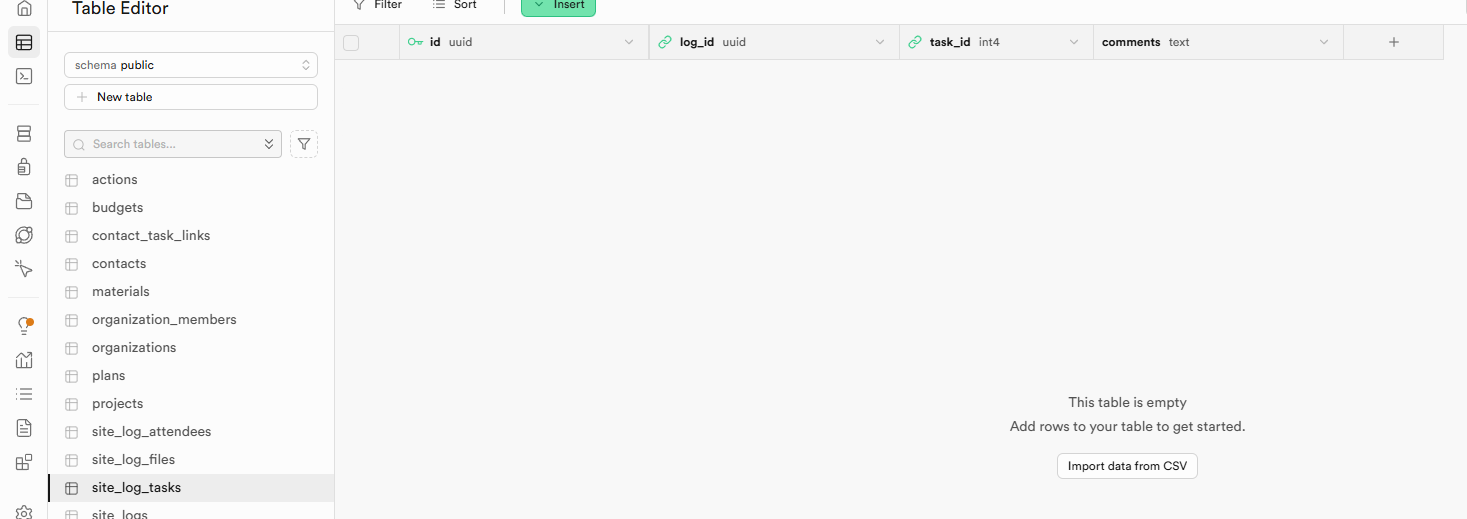 Table Editor
Filter Sort Insert
id uuid log_id uuid task_id int4 comments text
schema public
New table
Search tables...
actions
budgets
contact_task_links
contacts
materials
organization_members
organizations
plans
projects
site_log_attendees
site_log_files
site_log_tasks
site_logs
This table is empty
Add rows to your table to get started.
Import data from CSV